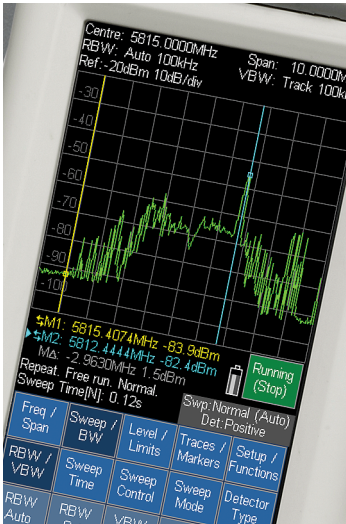 Centre: 5815.0000MHz Span: 10.0000M
RBW: Auto 100kHz VBW: Track 100k
Ref:-20dBm 10dB/div
-30
-40
-50
-60
-70
-80
-90
-100
M1: 5815.4074MHz -83.9dBm
M2: 5812.4444MHz -82.4dBm
MΔ: -2.9630MHz 1.5dBm
Repeat. Free run. Normal.
Sweep Time[N]: 0.12s
Running
(Stop)
Swp:Normal (Auto)
Det:Positive
Freq /
Span
Sweep /
BW
Level /
Limits
Traces /
Markers
Setup /
Functions
RBW /
VBW
Sweep
Time
Sweep
Control
Sweep
Mode
Detector
Type
RBW
Auto
RBW
VBW